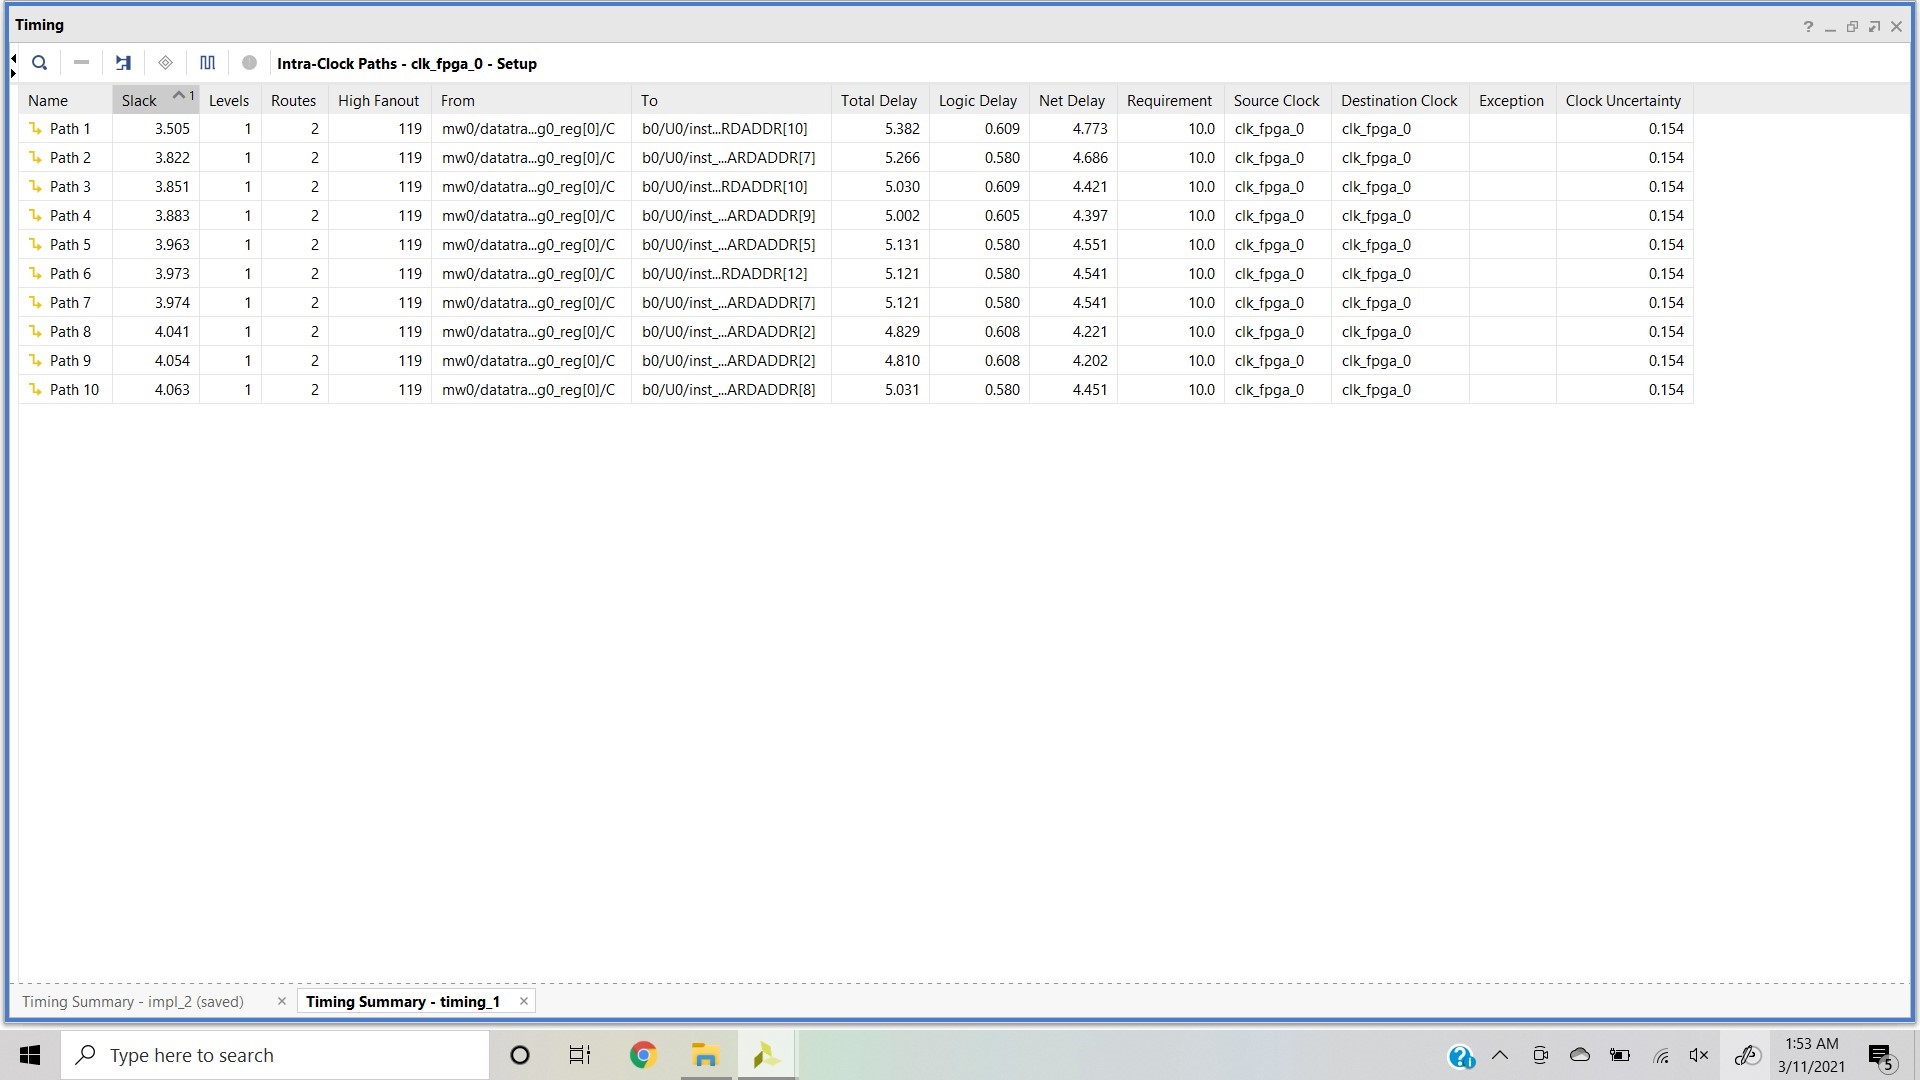 Timing
Intra-Clock Paths - clk_fpga_0 - Setup
Name Slack 1 Levels Routes High Fanout From To Total Delay Logic Delay Net Delay Requirement Source Clock Destination Clock Exception Clock Uncertainty
Path 1 3.505 1 2 119 mw0/datatra...g0_reg[0]/C b0/U0/inst...RDADDR[10] 5.382 0.609 4.773 10.0 clk_fpga_0 clk_fpga_0 0.154
Path 2 3.822 1 2 119 mw0/datatra...g0_reg[0]/C b0/U0/inst_...ARDADDR[7] 5.266 0.580 4.686 10.0 clk_fpga_0 clk_fpga_0 0.154
Path 3 3.851 1 2 119 mw0/datatra...g0_reg[0]/C b0/U0/inst...RDADDR[10] 5.030 0.609 4.421 10.0 clk_fpga_0 clk_fpga_0 0.154
Path 4 3.883 1 2 119 mw0/datatra...g0_reg[0]/C b0/U0/inst_...ARDADDR[9] 5.002 0.605 4.397 10.0 clk_fpga_0 clk_fpga_0 0.154
Path 5 3.963 1 2 119 mw0/datatra...g0_reg[0]/C b0/U0/inst_...ARDADDR[5] 5.131 0.580 4.551 10.0 clk_fpga_0 clk_fpga_0 0.154
Path 6 3.973 1 2 119 mw0/datatra...g0_reg[0]/C b0/U0/inst...RDADDR[12] 5.121 0.580 4.541 10.0 clk_fpga_0 clk_fpga_0 0.154
Path 7 3.974 1 2 119 mw0/datatra...g0_reg[0]/C b0/U0/inst_...ARDADDR[7] 5.121 0.580 4.541 10.0 clk_fpga_0 clk_fpga_0 0.154
Path 8 4.041 1 2 119 mw0/datatra...g0_reg[0]/C b0/U0/inst_...ARDADDR[2] 4.829 0.608 4.221 10.0 clk_fpga_0 clk_fpga_0 0.154
Path 9 4.054 1 2 119 mw0/datatra...g0_reg[0]/C b0/U0/inst_...ARDADDR[2] 4.810 0.608 4.202 10.0 clk_fpga_0 clk_fpga_0 0.154
Path 10 4.063 1 2 119 mw0/datatra...g0_reg[0]/C b0/U0/inst_...ARDADDR[8] 5.031 0.580 4.451 10.0 clk_fpga_0 clk_fpga_0 0.154
Timing Summary - impl_2 (saved) Timing Summary - timing_1
Type here to search
1:53 AM
3/11/2021
5